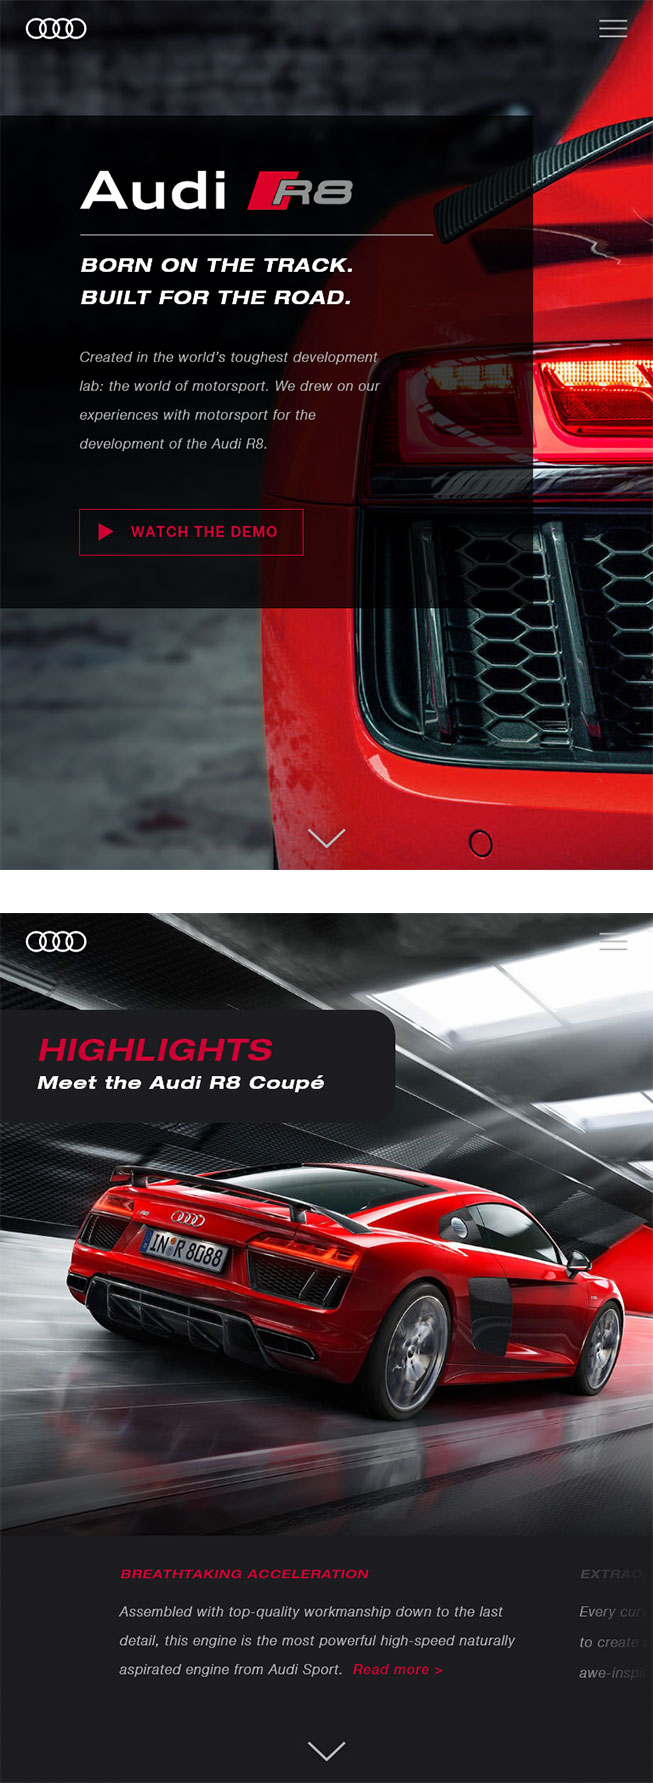 Audi R8
BORN ON THE TRACK.
BUILT FOR THE ROAD.
Created in the world's toughest development
lab: the world of motorsport. We drew on our
experiences with motorsport for the
development of the Audi R8.
WATCH THE DEMO
HIGHLIGHTS
Meet the Audi R8 Coupé
IN R 8088
BREATHTAKING ACCELERATION
Assembled with top-quality workmanship down to the last
detail, this engine is the most powerful high-speed naturally
aspirated engine from Audi Sport. Read more >
Every
to create